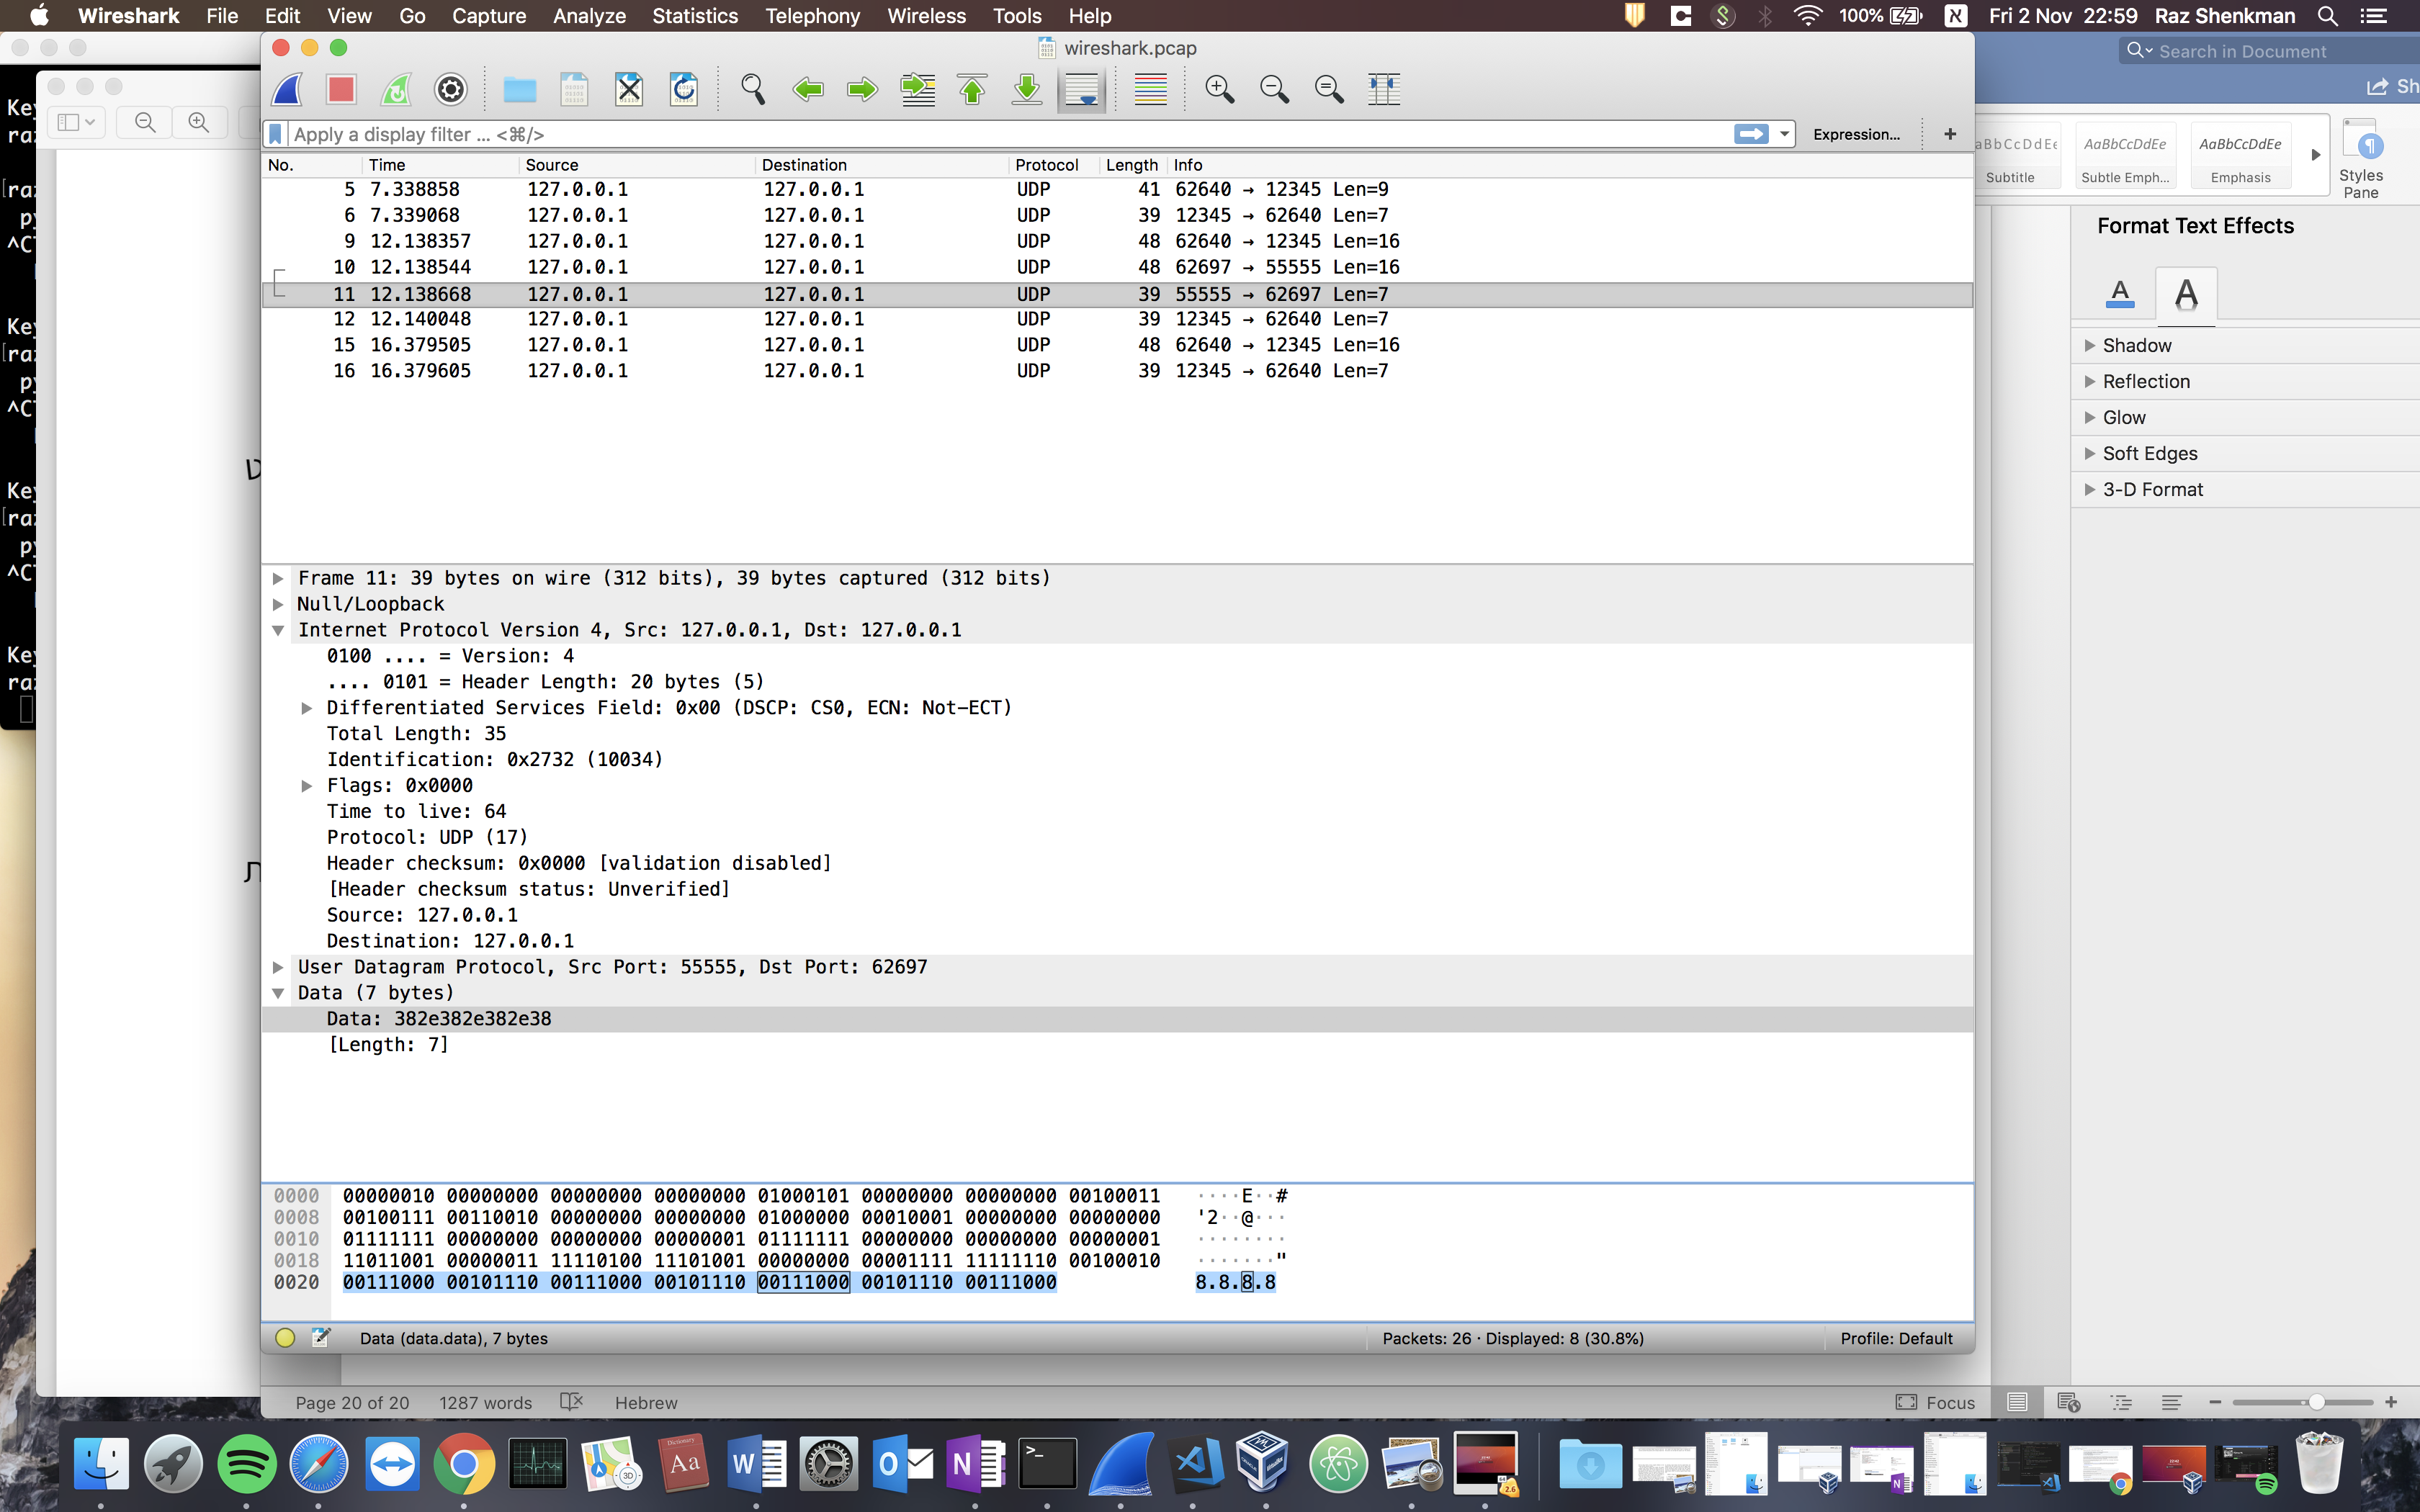 Wireshark File Edit View Go Capture Analyze Statistics Telephony Wireless Tools Help 100% א Fri 2 Nov 22:59 Raz Shenkman
wireshark.pcap
Search in Document
Apply a display filter ... <⌘/> Expression... +
No. Time Source Destination Protocol Length Info
5 7.338858 127.0.0.1 127.0.0.1 UDP 41 62640 → 12345 Len=9
6 7.339068 127.0.0.1 127.0.0.1 UDP 39 12345 → 62640 Len=7
9 12.138357 127.0.0.1 127.0.0.1 UDP 48 62640 → 12345 Len=16
10 12.138544 127.0.0.1 127.0.0.1 UDP 48 62697 → 55555 Len=16
11 12.138668 127.0.0.1 127.0.0.1 UDP 39 55555 → 62697 Len=7
12 12.140048 127.0.0.1 127.0.0.1 UDP 39 12345 → 62640 Len=7
15 16.379505 127.0.0.1 127.0.0.1 UDP 48 62640 → 12345 Len=16
16 16.379605 127.0.0.1 127.0.0.1 UDP 39 12345 → 62640 Len=7
Frame 11: 39 bytes on wire (312 bits), 39 bytes captured (312 bits)
Null/Loopback
Internet Protocol Version 4, Src: 127.0.0.1, Dst: 127.0.0.1
0100 .... = Version: 4
.... 0101 = Header Length: 20 bytes (5)
Differentiated Services Field: 0x00 (DSCP: CS0, ECN: Not-ECT)
Total Length: 35
Identification: 0x2732 (10034)
Flags: 0x0000
Time to live: 64
Protocol: UDP (17)
Header checksum: 0x0000 [validation disabled]
[Header checksum status: Unverified]
Source: 127.0.0.1
Destination: 127.0.0.1
User Datagram Protocol, Src Port: 55555, Dst Port: 62697
Data (7 bytes)
Data: 382e382e382e38
[Length: 7]
0000 00000010 00000000 00000000 00000000 01000101 00000000 00000000 00100011 ····E··#
0008 00100111 00110010 00000000 00000000 01000000 00010001 00000000 00000000 '2··@···
0010 01111111 00000000 00000000 00000001 01111111 00000000 00000000 00000001 ········
0018 11011001 00000011 11110100 11101001 00000000 00001111 11111110 00100010 ·······"
0020 00111000 00101110 00111000 00101110 00111000 00101110 00111000 8.8.8.8
Data (data.data), 7 bytes Packets: 26 · Displayed: 8 (30.8%) Profile: Default
AaBbCcDdEe AaBbCcDdEe
Subtitle Subtle Emph... Emphasis
Styles
Pane
Format Text Effects
Shadow
Reflection
Glow
Soft Edges
3-D Format
Page 20 of 20 1287 words Hebrew Focus